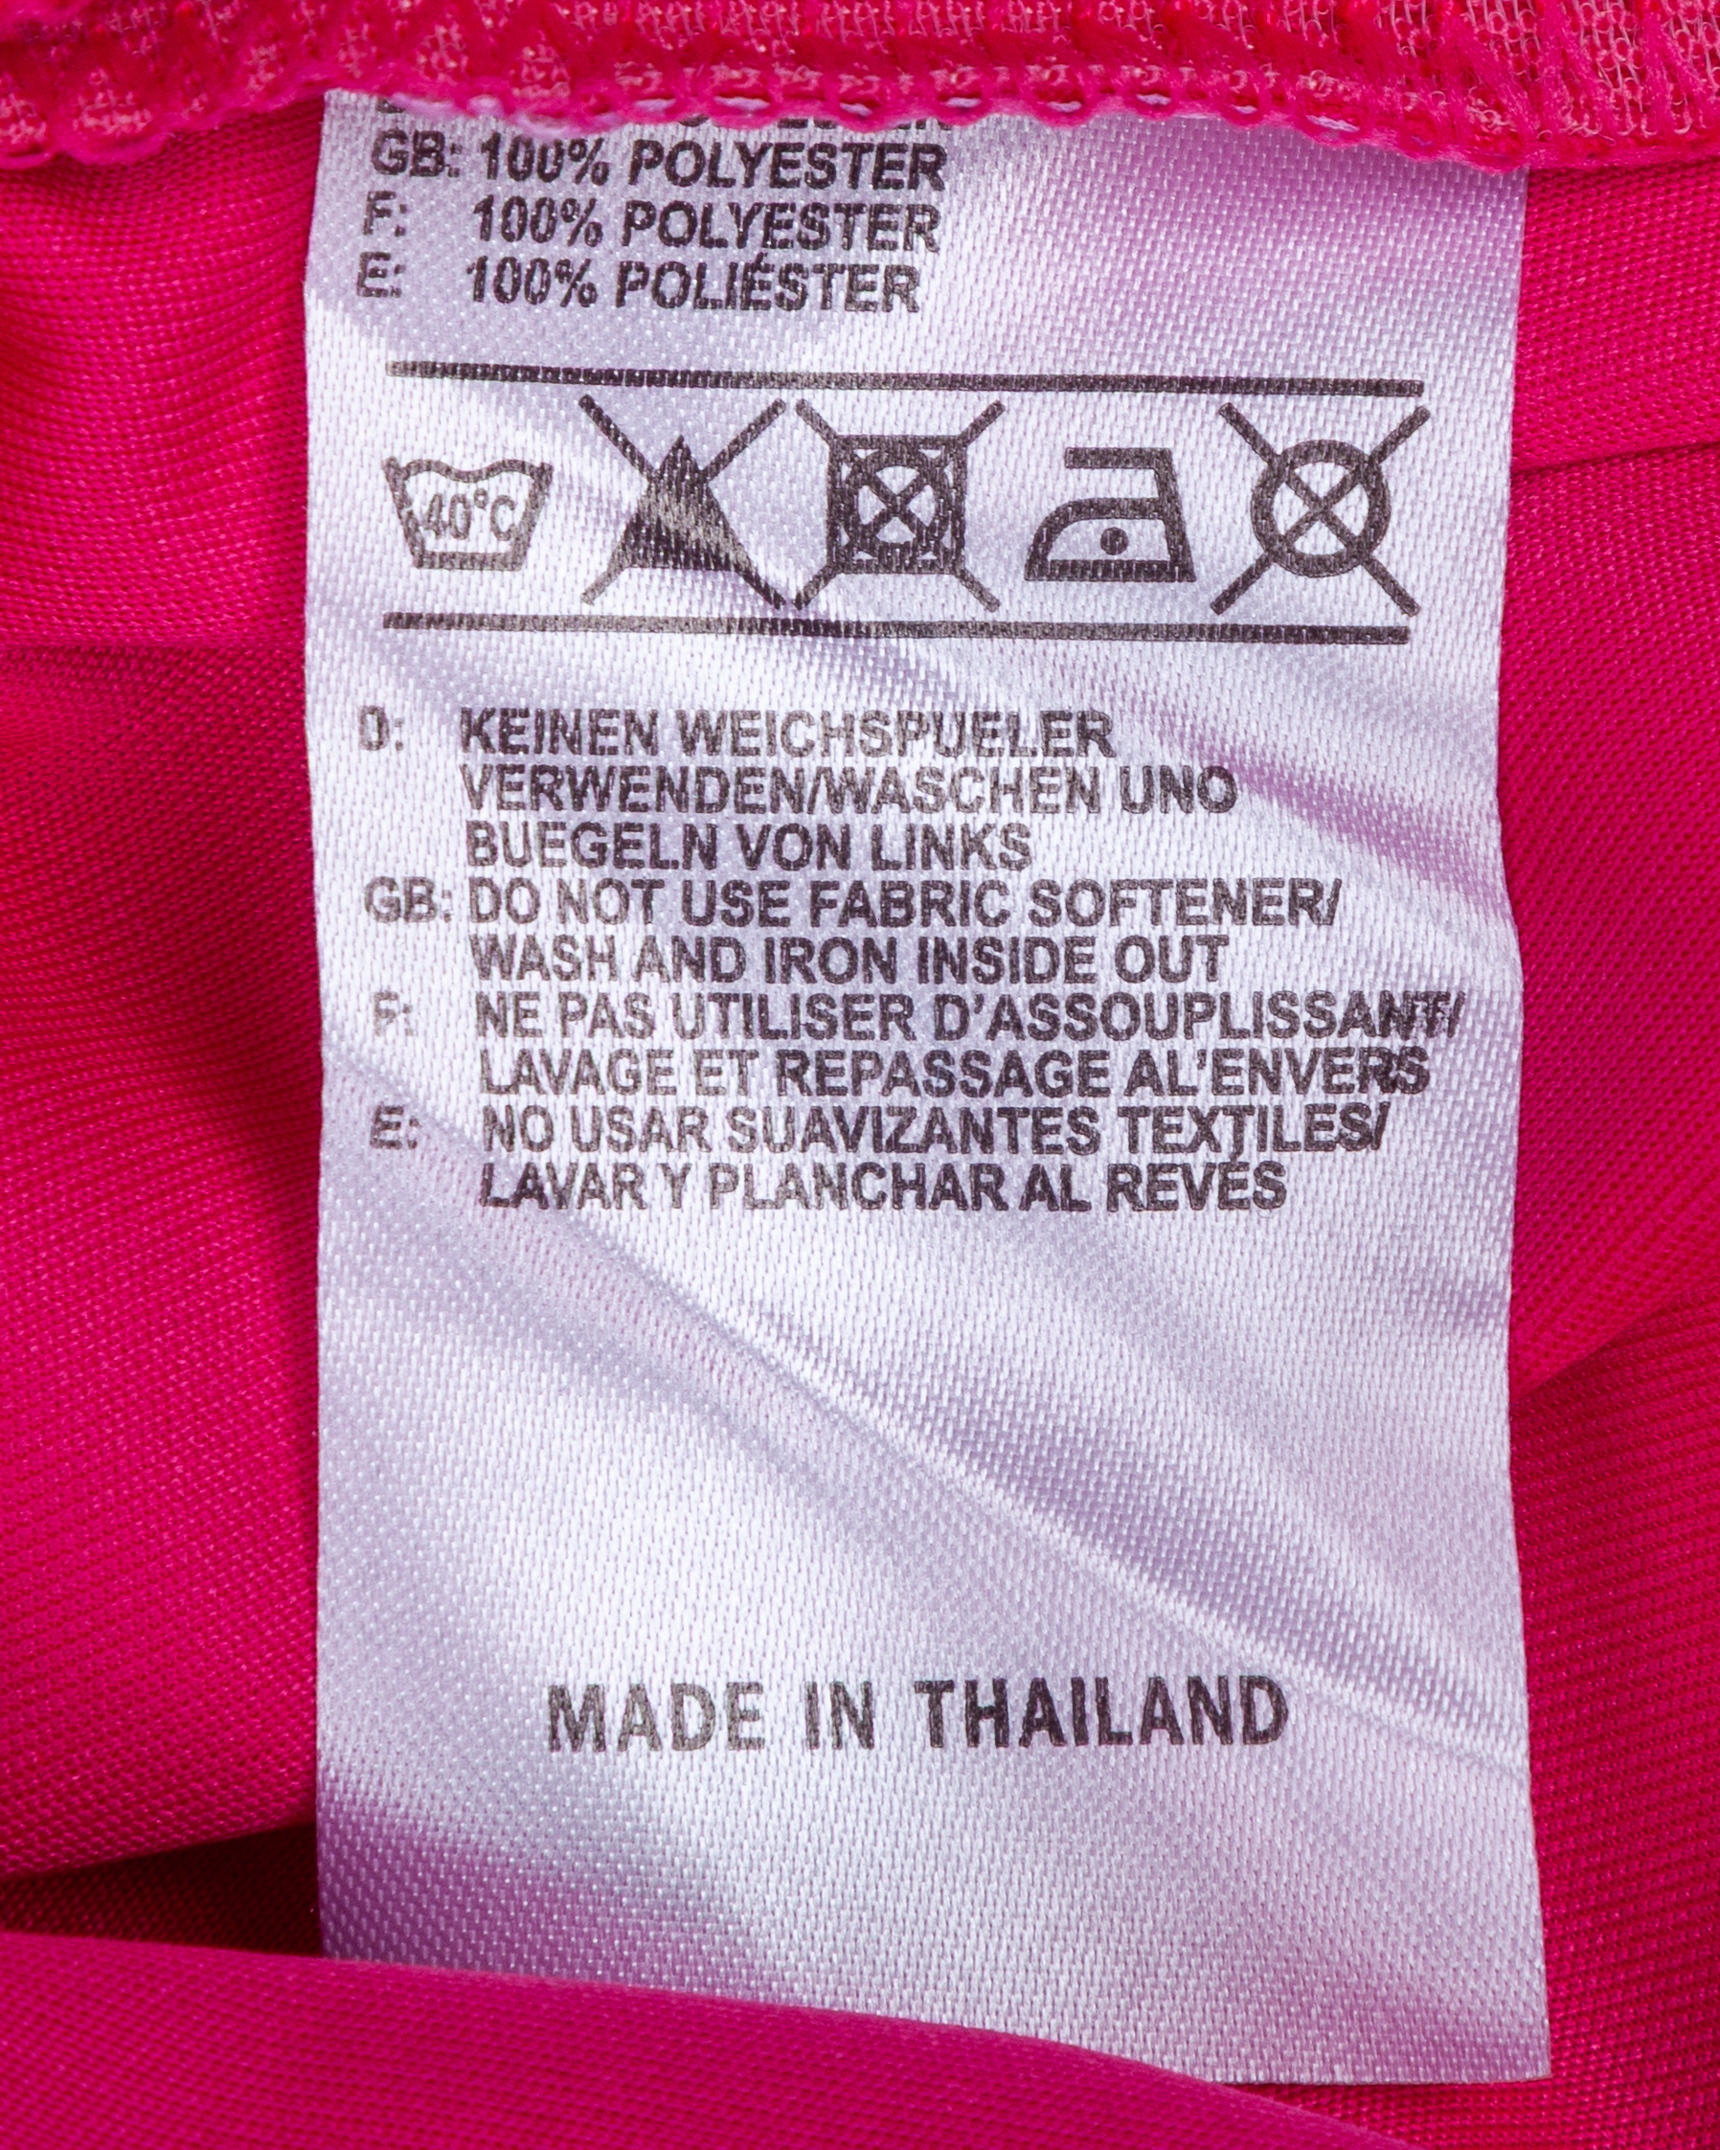 GB: 100% POLYESTER
F: 100% POLYESTER
E: 100% POLIÉSTER
40°C
D: KEINEN WEICHSPUELER
VERWENDEN/WASCHEN UNO
BUEGELN VON LINKS
GB: DO NOT USE FABRIC SOFTENER/
WASH AND IRON INSIDE OUT
F: NE PAS UTILISER D'ASSOUPLISSANT/
LAVAGE ET REPASSAGE AL'ENVERS
E: NO USAR SUAVIZANTES TEXTILES/
LAVAR Y PLANCHAR AL REVÉS
MADE IN THAILAND